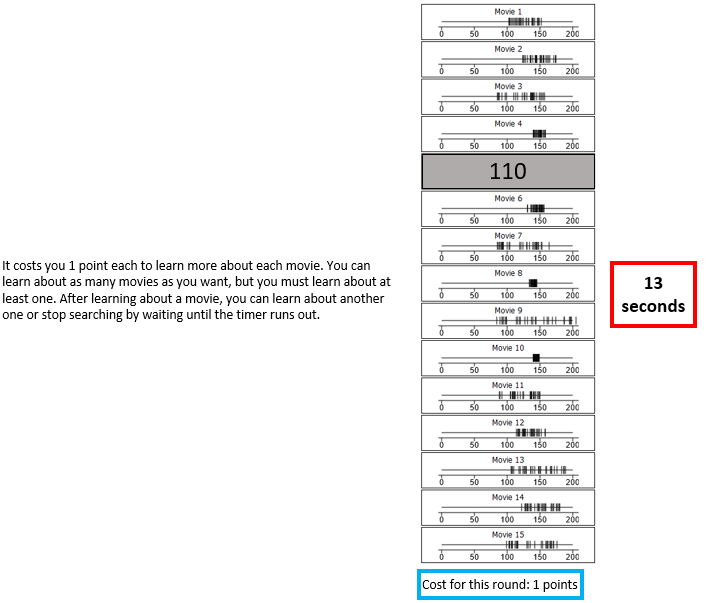 Movie 1
0 50 100 150 200
Movie 2
0 50 100 150 200
Movie 3
0 50 100 150 200
Movie 4
0 50 100 150 200
110
Movie 6
0 50 100 150 200
Movie 7
0 50 100 150 200
It costs you 1 point each to learn more about each movie. You can
learn about as many movies as you want, but you must learn about at
least one. After learning about a movie, you can learn about another
one or stop searching by waiting until the timer runs out.
Movie 8
0 50 100 150 200
13
seconds
Movie 9
0 50 100 150 200
Movie 10
0 50 100 150 200
Movie 11
0 50 100 150 200
Movie 12
0 50 100 150 200
Movie 13
0 50 100 150 200
Movie 14
0 50 100 150 200
Movie 15
0 50 100 150 200
Cost for this round: 1 points